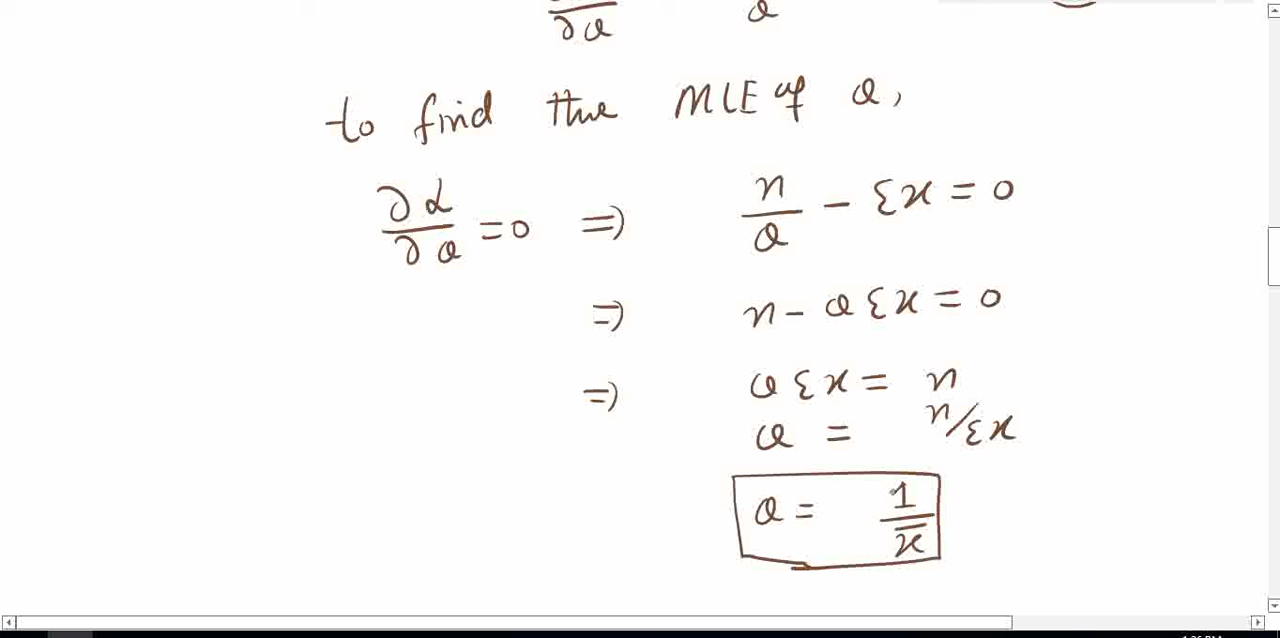 ∂θ θ
to find the MLE of θ,
∂L/∂θ = 0 ⇒ n/θ - Σx = 0
⇒ n - θΣx = 0
⇒ θΣx = n
θ = n/Σx
θ = 1/x̅